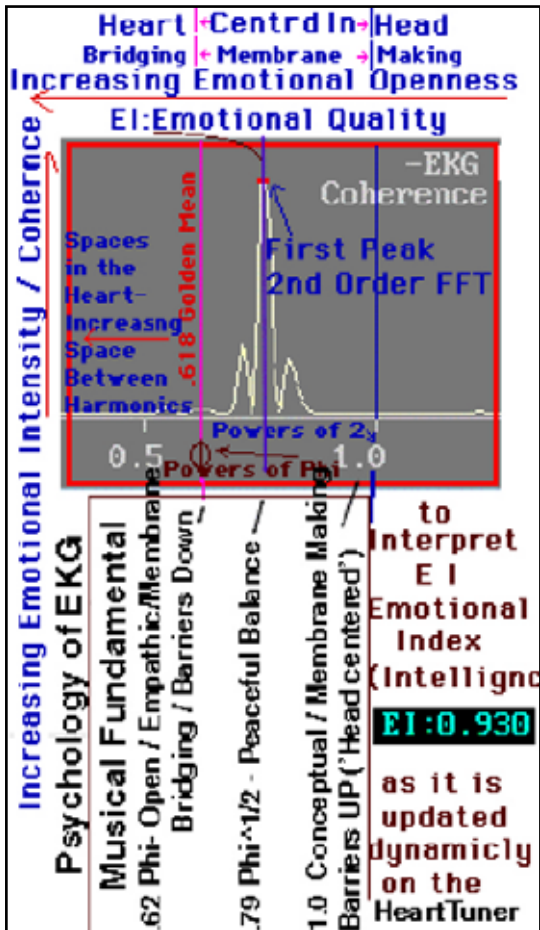 Heart ←Centrd In→ Head
Bridging ← Membrane → Making
Increasing Emotional Openness
EI:Emotional Quality
Increasing Emotional Intensity / Cohernce
-EKG
Coherence
First Peak
2nd Order FFT
Spaces
in the
Heart-
Increasng
Space
Between
Harmonics
.618 Golden Mean
Powers of 2
0.5
1.0
Powers of Phi
Psychology of EKG
Musical Fundamental
.62 Phi- Open / Empathic/Membrane
Bridging / Barriers Down
.79 Phi^1/2 - Peaceful Balance
1.0 Conceptual / Membrane Making
Barriers UP ('Head centered')
to
Interpret
E I
Emotional
Index
(Intellignc
EI:0.930
as it is
updated
dynamicly
on the
HeartTuner